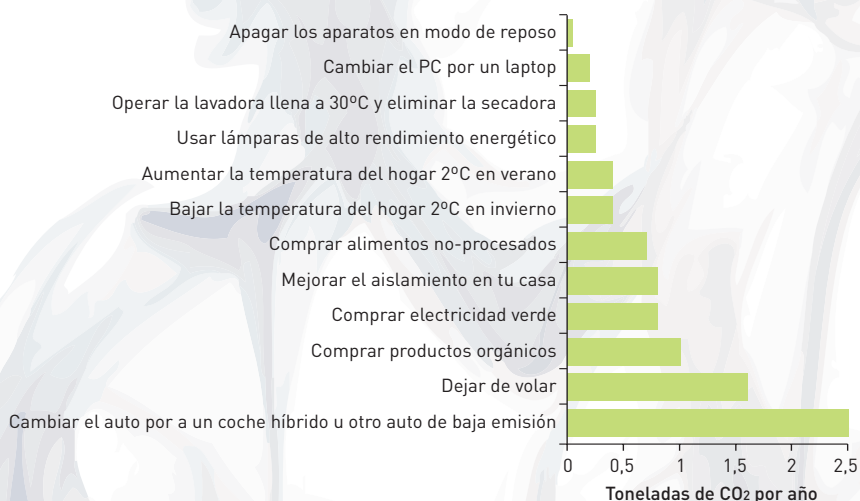 Apagar los aparatos en modo de reposo
Cambiar el PC por un laptop
Operar la lavadora llena a 30ºC y eliminar la secadora
Usar lámparas de alto rendimiento energético
Aumentar la temperatura del hogar 2ºC en verano
Bajar la temperatura del hogar 2ºC en invierno
Comprar alimentos no-procesados
Mejorar el aislamiento en tu casa
Comprar electricidad verde
Comprar productos orgánicos
Dejar de volar
Cambiar el auto por a un coche híbrido u otro auto de baja emisión
0 0,5 1 1,5 2 2,5
Toneladas de CO2 por año